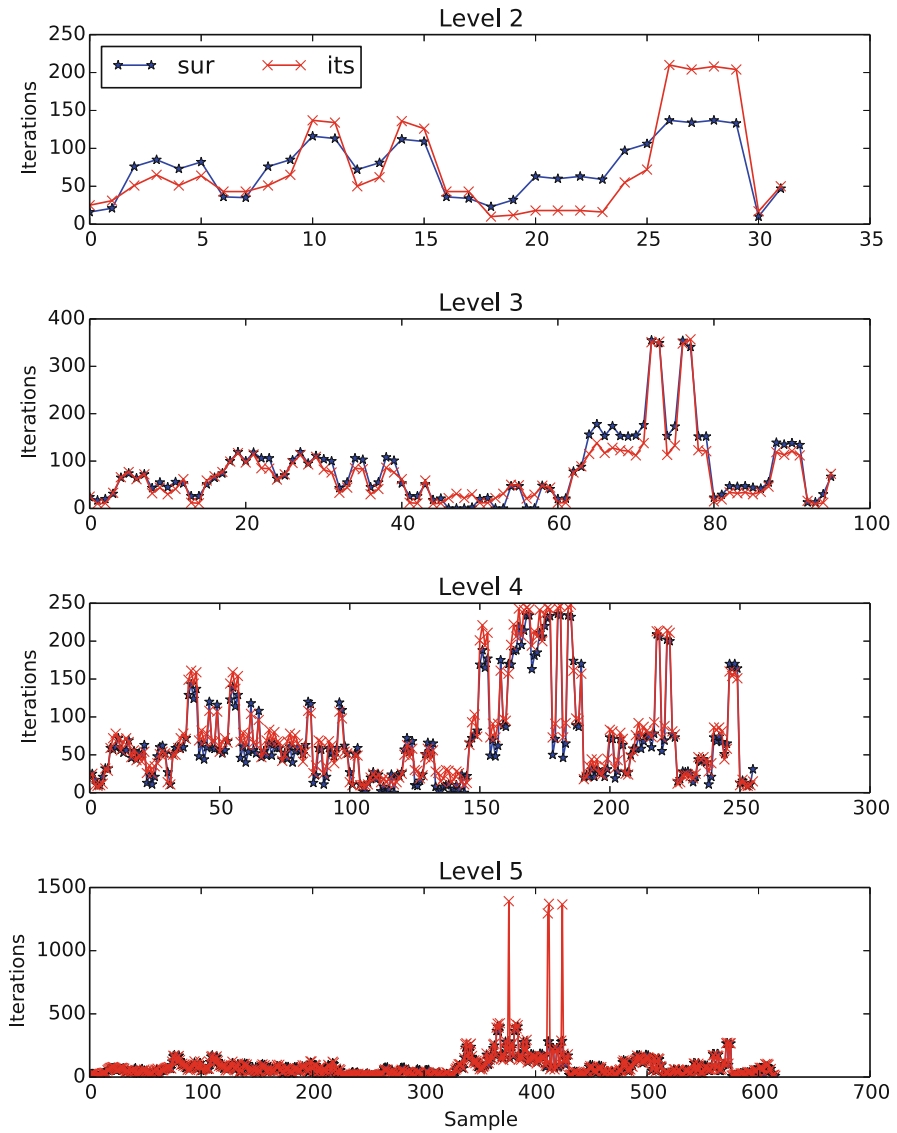 Level 2
250
200
150
100
50
0
Iterations
sur its
0 5 10 15 20 25 30 35
Level 3
400
300
200
100
0
Iterations
0 20 40 60 80 100
Level 4
250
200
150
100
50
0
Iterations
0 50 100 150 200 250 300
Level 5
1500
1000
500
0
Iterations
0 100 200 300 400 500 600 700
Sample